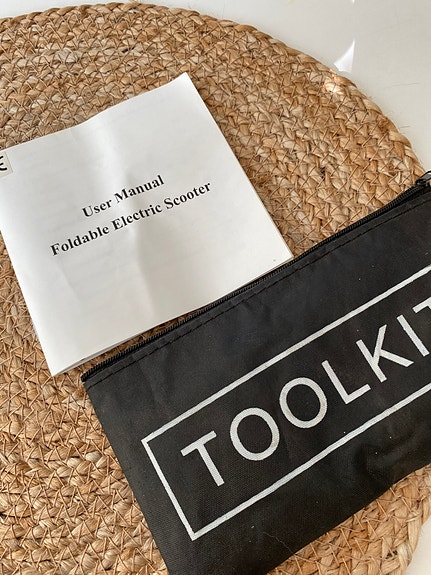 User Manual
Foldable Electric Scooter
TOOLKIT